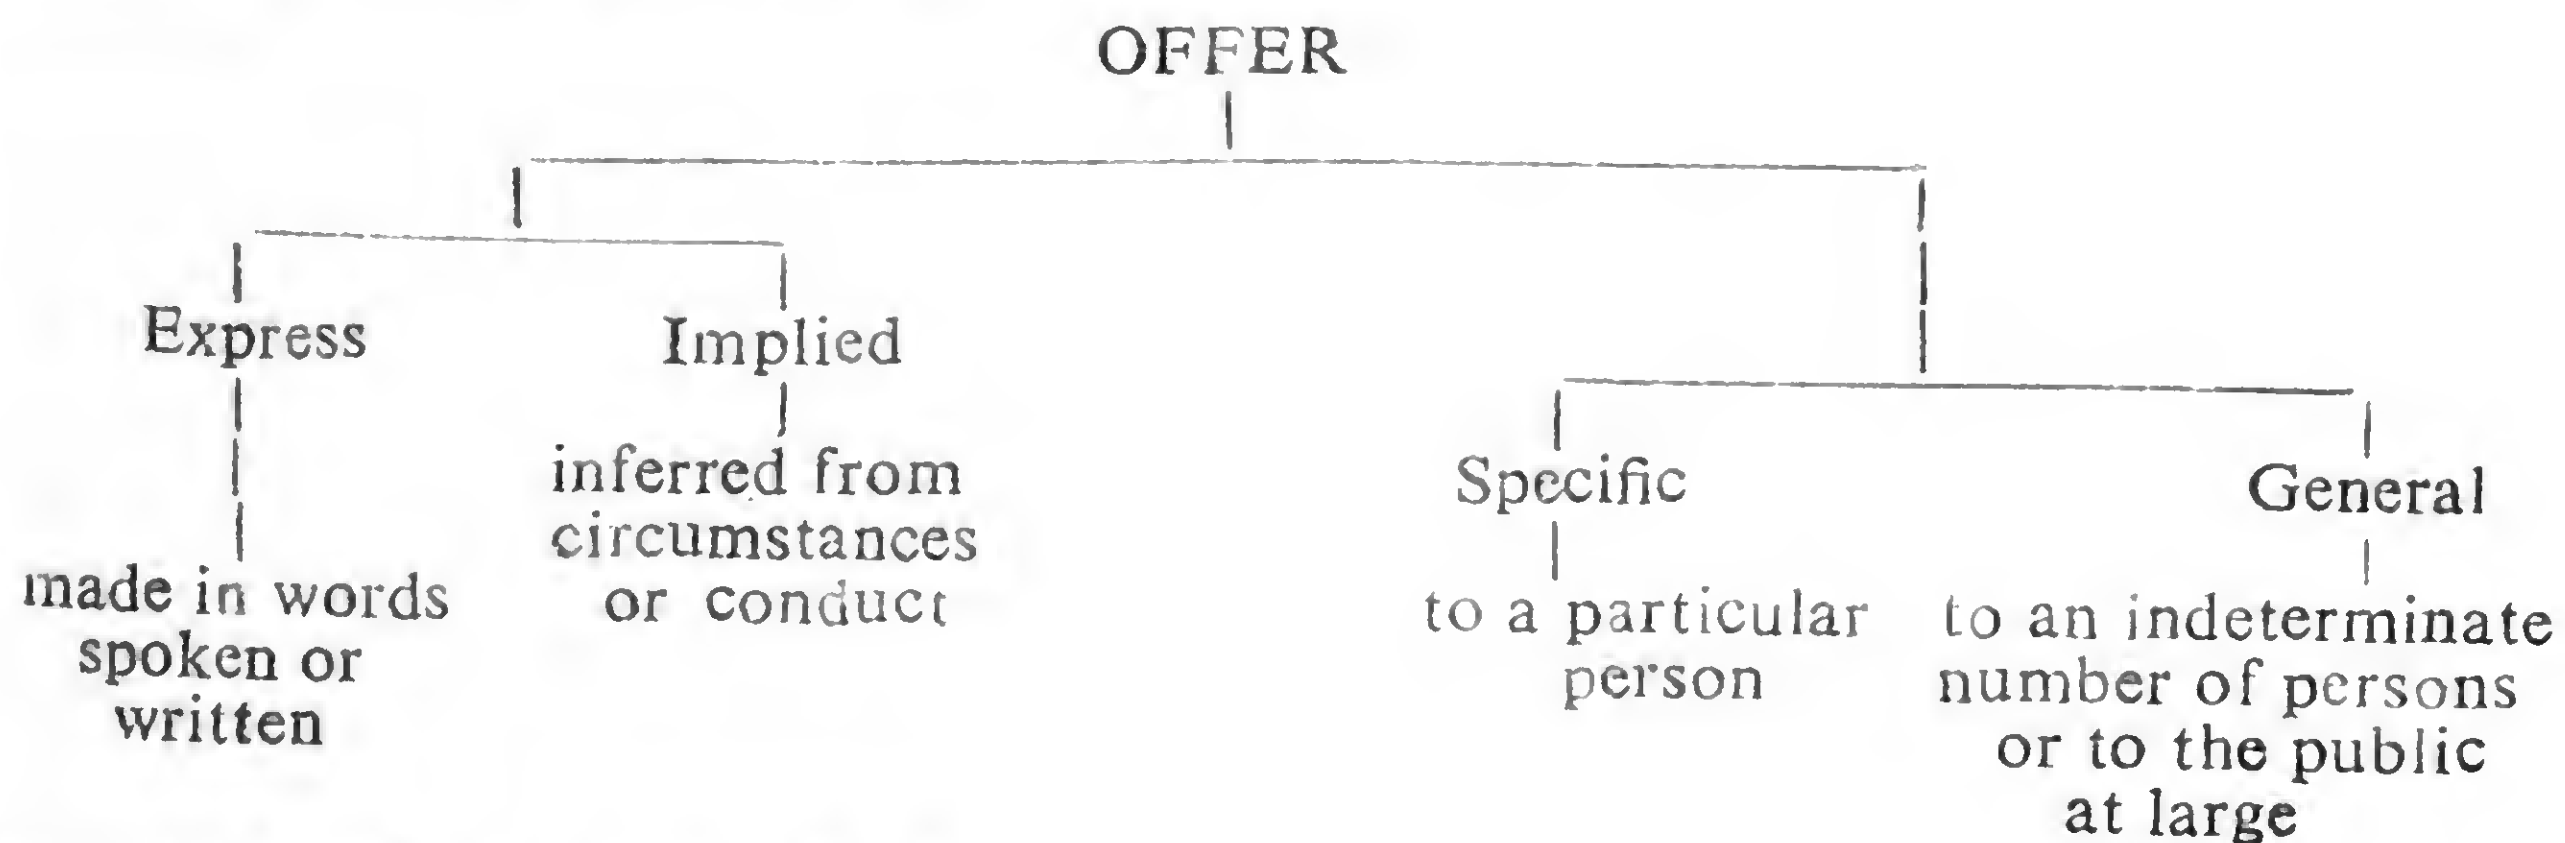 OFFER
Express
Implied
made in words
spoken or
written
inferred from
circumstances
or conduct
Specific
General
to a particular
person
to an indeterminate
number of persons
or to the public
at large